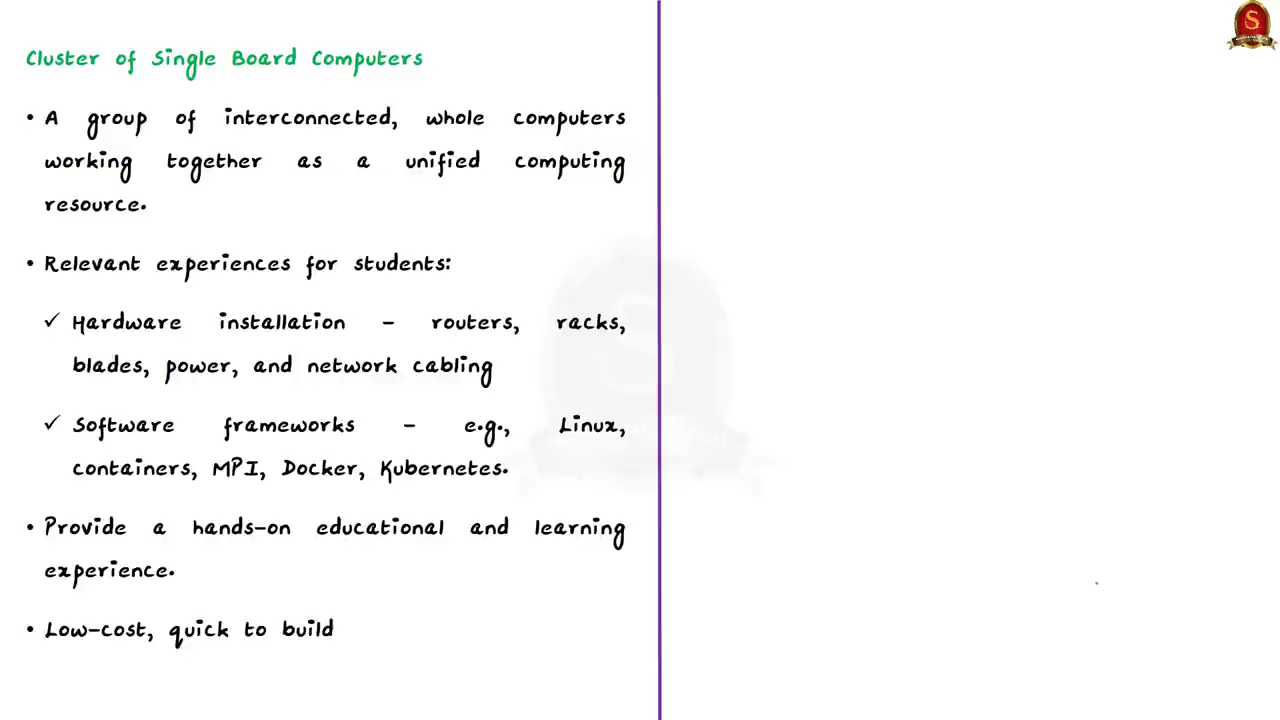 Cluster of Single Board Computers
• A group of interconnected, whole computers
working together as a unified computing
resource.
• Relevant experiences for students:
✓ Hardware installation – routers, racks,
blades, power, and network cabling
✓ Software frameworks – e.g., Linux,
containers, MPI, Docker, Kubernetes.
• Provide a hands-on educational and learning
experience.
• Low-cost, quick to build
S